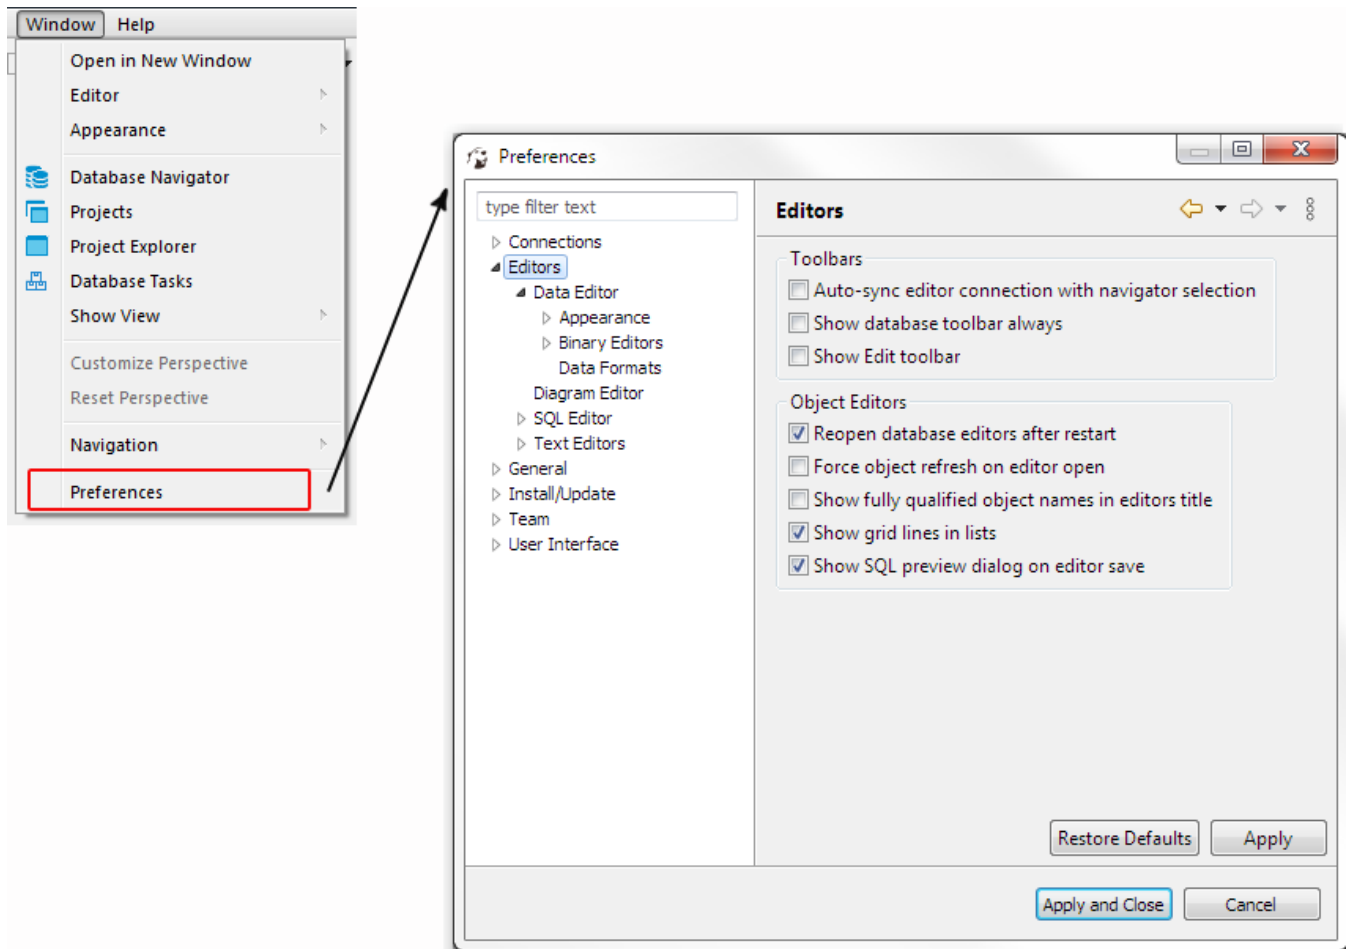 Window Help
Open in New Window
Editor
Appearance
Database Navigator
Projects
Project Explorer
Database Tasks
Show View
Customize Perspective
Reset Perspective
Navigation
Preferences
Preferences
type filter text
Connections
Editors
Data Editor
Appearance
Binary Editors
Data Formats
Diagram Editor
SQL Editor
Text Editors
General
Install/Update
Team
User Interface
Editors
Toolbars
Auto-sync editor connection with navigator selection
Show database toolbar always
Show Edit toolbar
Object Editors
Reopen database editors after restart
Force object refresh on editor open
Show fully qualified object names in editors title
Show grid lines in lists
Show SQL preview dialog on editor save
Restore Defaults Apply
Apply and Close Cancel